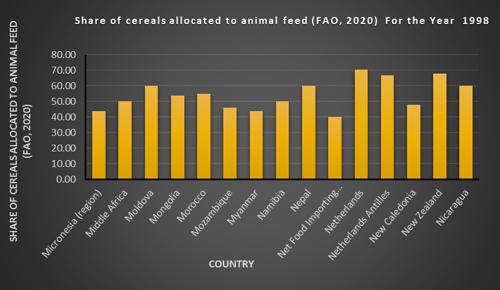 Share of cereals allocated to animal feed (FAO, 2020)  For the Year  1998
SHARE OF CEREALS ALLOCATED TO ANIMAL FEED
(FAO, 2020)
80.00
70.00
60.00
50.00
40.00
30.00
20.00
10.00
0.00
Micronesia (region)
Middle Africa
Moldova
Mongolia
Morocco
Mozambique
Myanmar
Namibia
Nepal
Net Food Importing...
Netherlands
Netherlands Antilles
New Caledonia
New Zealand
Nicaragua
COUNTRY